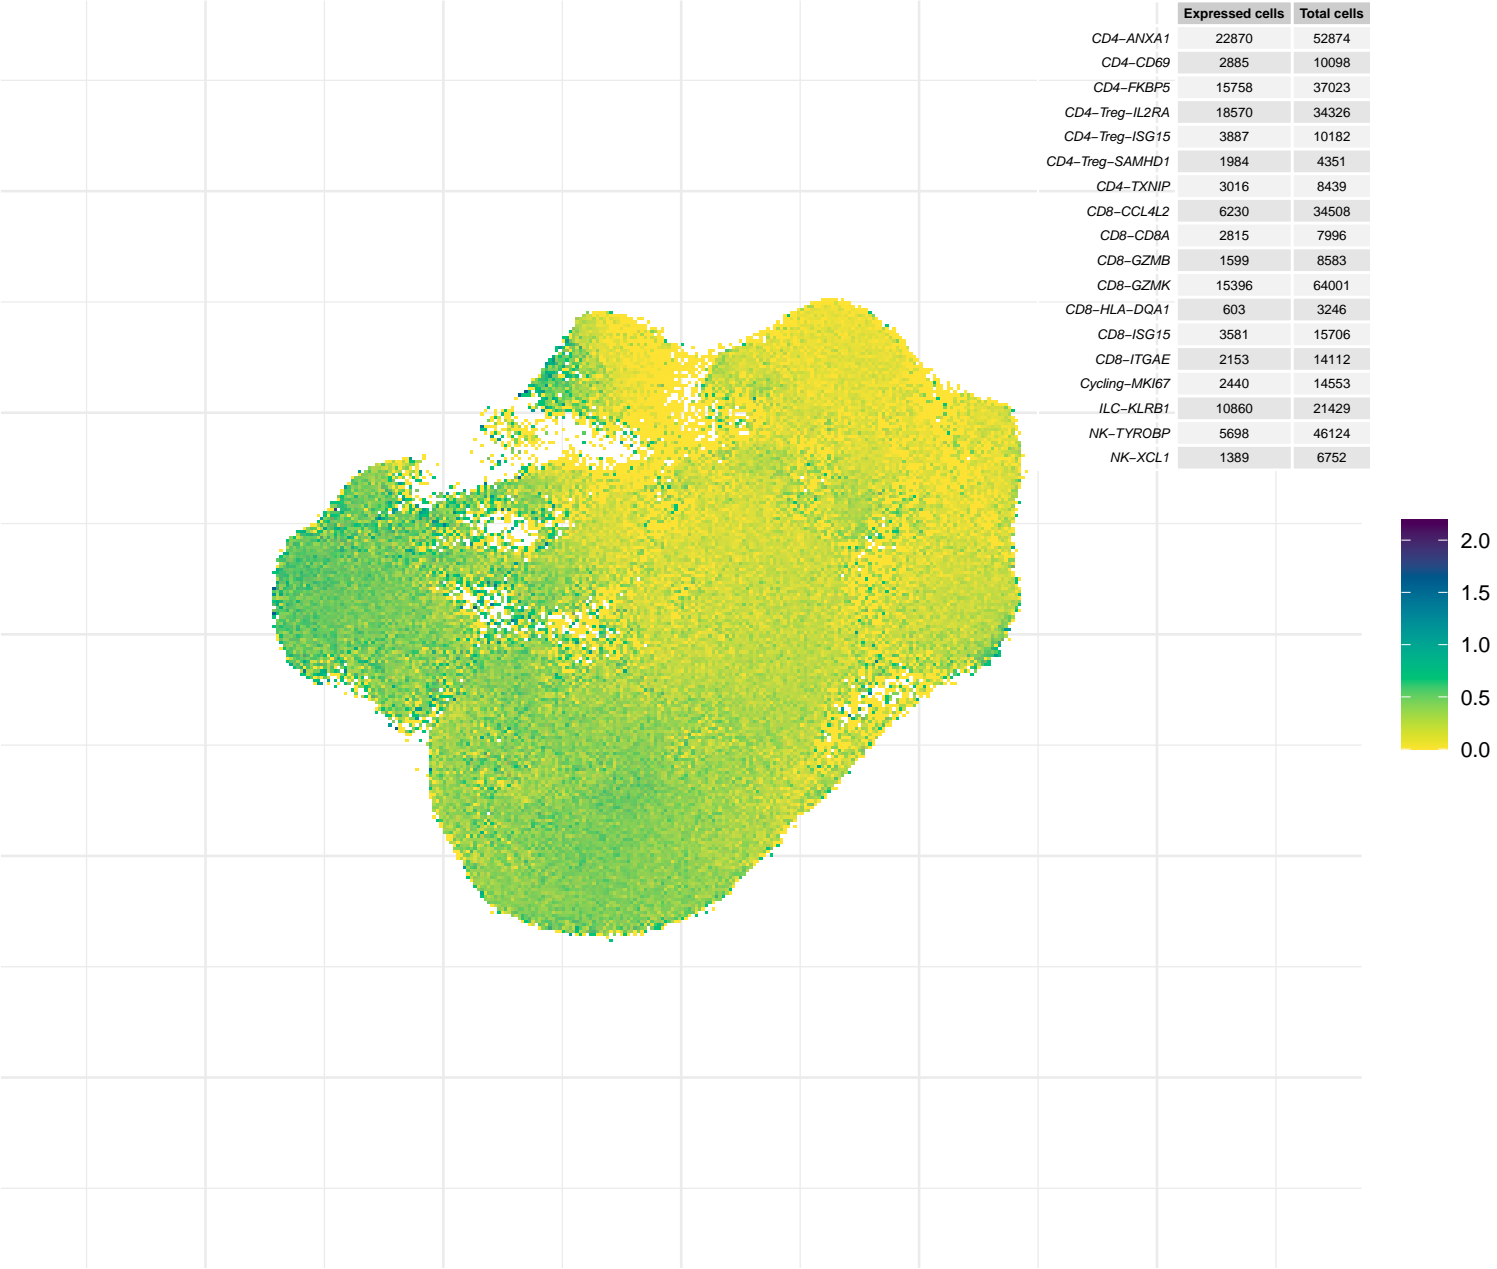 Expressed cells Total cells
CD4−ANXA1 22870 52874
CD4−CD69 2885 10098
CD4−FKBP5 15758 37023
CD4−Treg−IL2RA 18570 34326
CD4−Treg−ISG15 3887 10182
CD4−Treg−SAMHD1 1984 4351
CD4−TXNIP 3016 8439
CD8−CCL4L2 6230 34508
CD8−CD8A 2815 7996
CD8−GZMB 1599 8583
CD8−GZMK 15396 64001
CD8−HLA−DQA1 603 3246
CD8−ISG15 3581 15706
CD8−ITGAE 2153 14112
Cycling−MKI67 2440 14553
ILC−KLRB1 10860 21429
NK−TYROBP 5698 46124
NK−XCL1 1389 6752
2.0
1.5
1.0
0.5
0.0